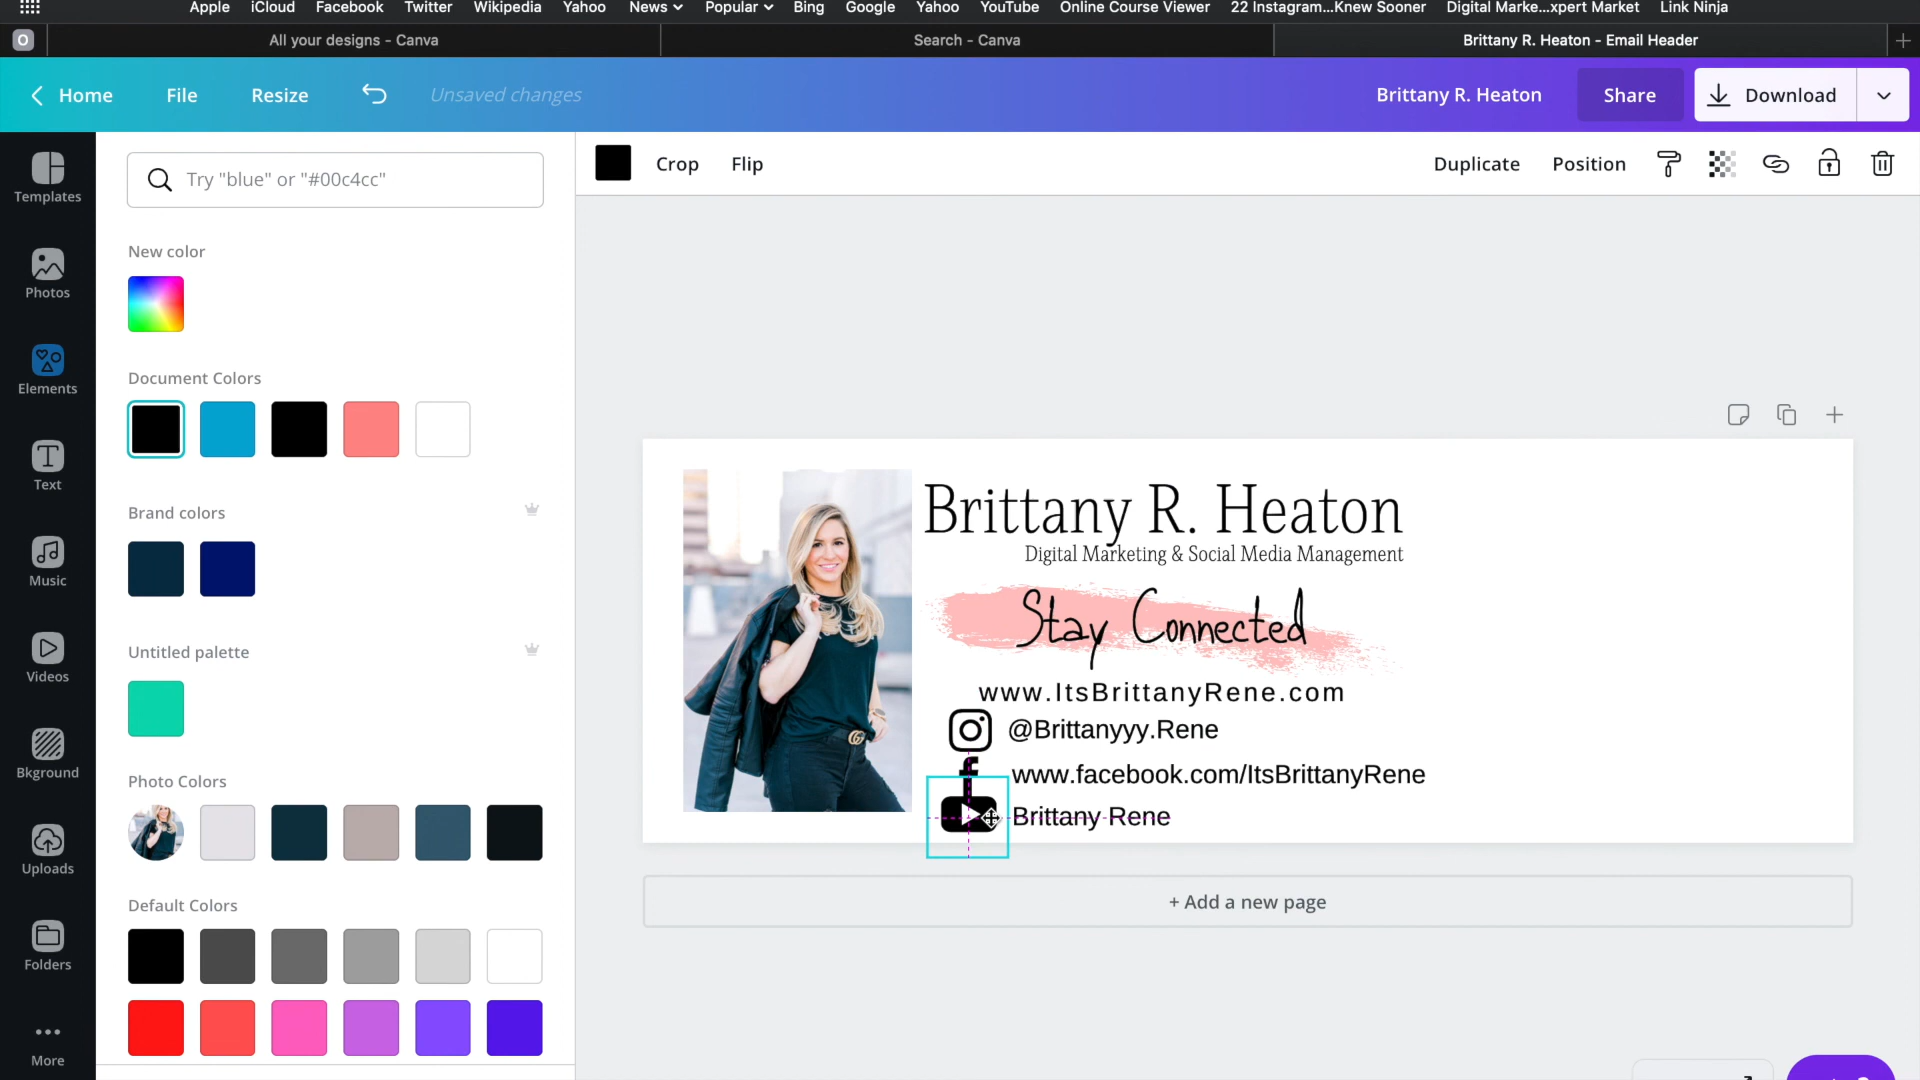 Apple iCloud Facebook Twitter Wikipedia Yahoo News Popular Bing Google Yahoo YouTube Online Course Viewer 22 Instagram...Knew Sooner Digital Marke...xpert Market Link Ninja
O All your designs - Canva Search - Canva Brittany R. Heaton - Email Header
Home File Resize Unsaved changes Brittany R. Heaton Share Download
Crop Flip Duplicate Position
Try "blue" or "#00c4cc"
Templates
Photos
Elements
Text
Music
Videos
Bkground
Uploads
Folders
More
New color
Document Colors
Brand colors
Untitled palette
Photo Colors
Default Colors
Brittany R. Heaton
Digital Marketing & Social Media Management
Stay Connected
www.ItsBrittanyRene.com
@Brittanyyy.Rene
www.facebook.com/ItsBrittanyRene
Brittany Rene
+ Add a new page